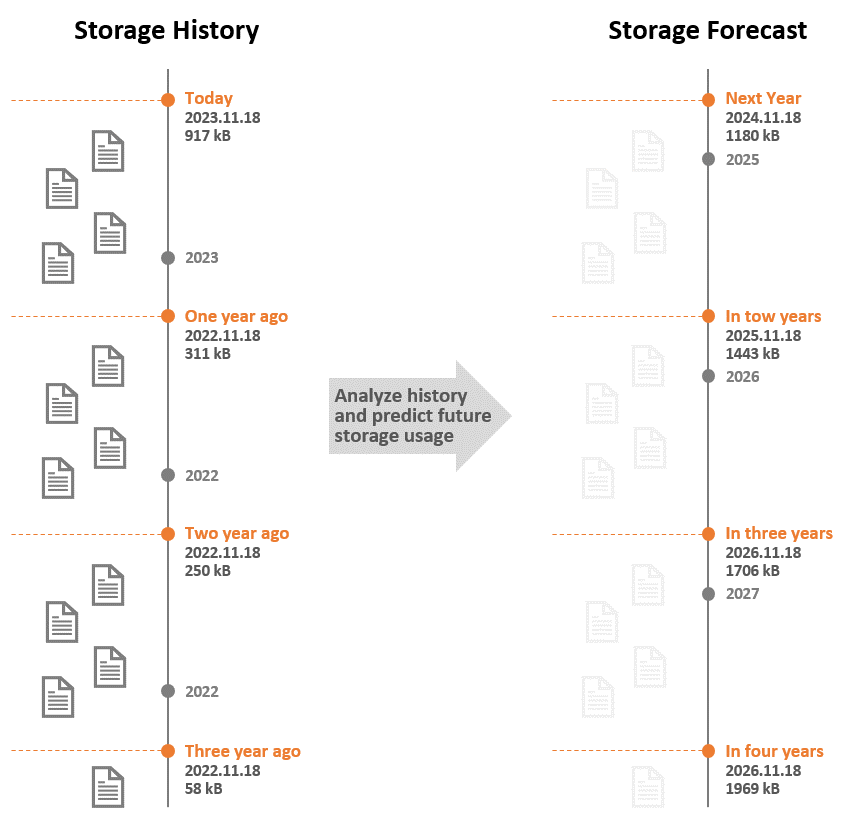 Storage History
Today
2023.11.18
917 kB
2023
One year ago
2022.11.18
311 kB
2022
Two year ago
2022.11.18
250 kB
2022
Three year ago
2022.11.18
58 kB
Analyze history
and predict future
storage usage
Storage Forecast
Next Year
2024.11.18
1180 kB
2025
In tow years
2025.11.18
1443 kB
2026
In three years
2026.11.18
1706 kB
2027
In four years
2026.11.18
1969 kB